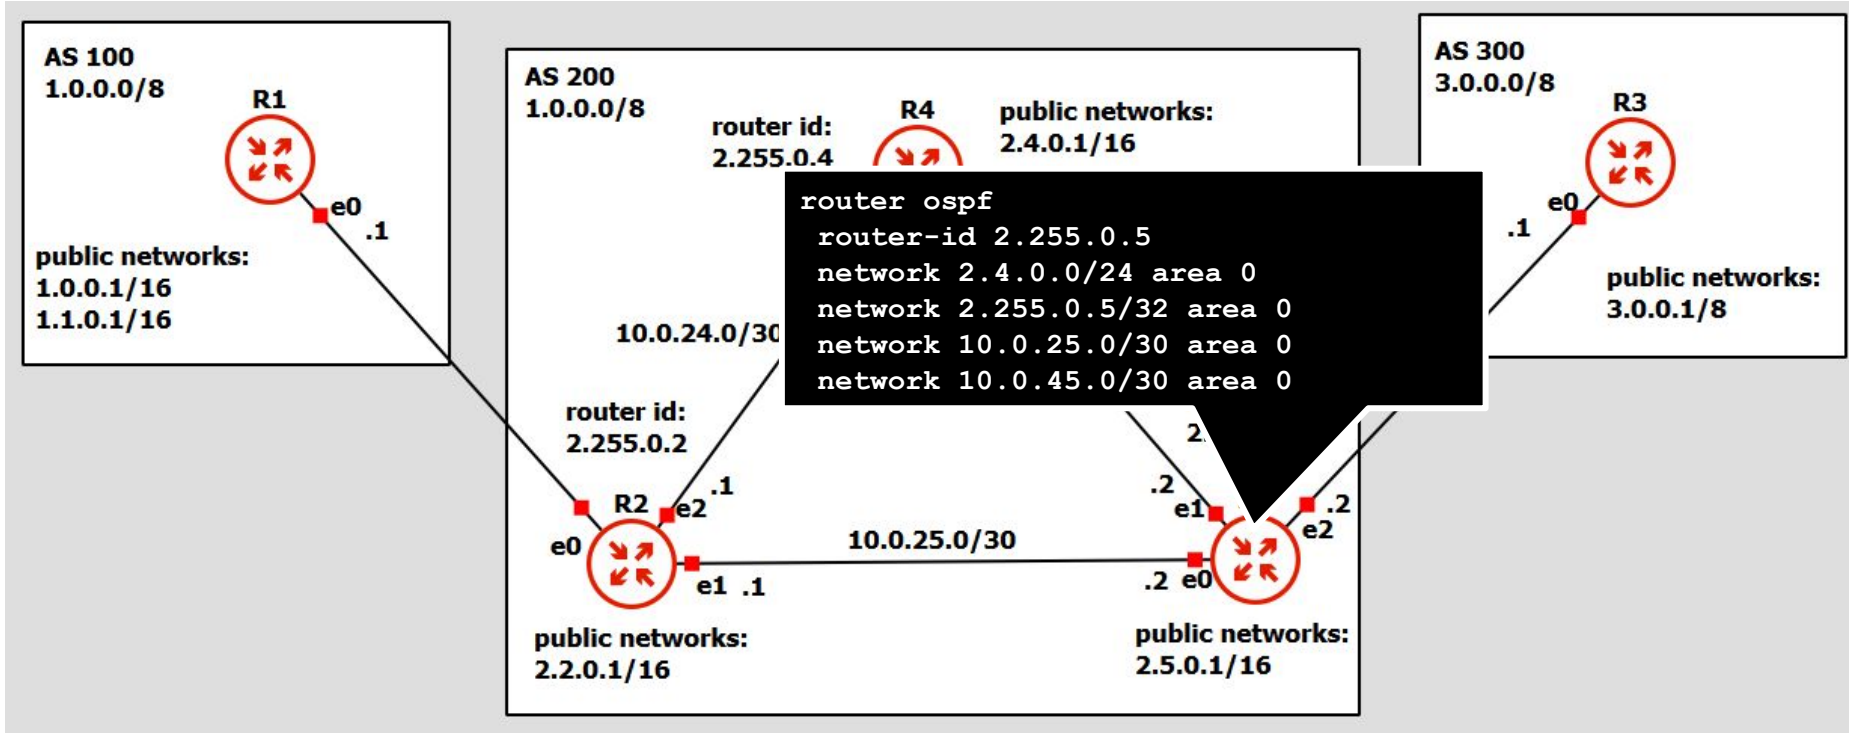 AS 100
1.0.0.0/8
R1
e0
.1
public networks:
1.0.0.1/16
1.1.0.1/16
AS 200
1.0.0.0/8
router id:
2.255.0.4
R4
public networks:
2.4.0.1/16
router ospf
router-id 2.255.0.5
network 2.4.0.0/24 area 0
network 2.255.0.5/32 area 0
network 10.0.25.0/30 area 0
network 10.0.45.0/30 area 0
10.0.24.0/30
router id:
2.255.0.2
R2
e0
e2
.1
e1 .1
public networks:
2.2.0.1/16
10.0.25.0/30
.2
e1
.2
e2
.2 e0
public networks:
2.5.0.1/16
AS 300
3.0.0.0/8
R3
e0
.1
public networks:
3.0.0.1/8